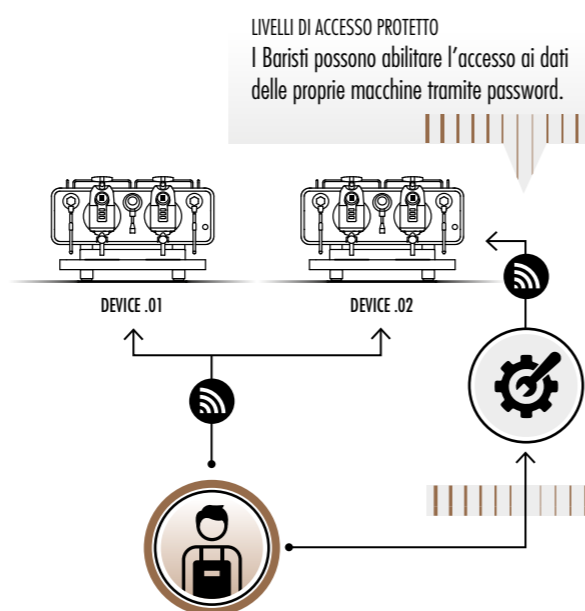 LIVELLI DI ACCESSO PROTETTO
I Baristi possono abilitare l’accesso ai dati
delle proprie macchine tramite password.
DEVICE .01
DEVICE .02